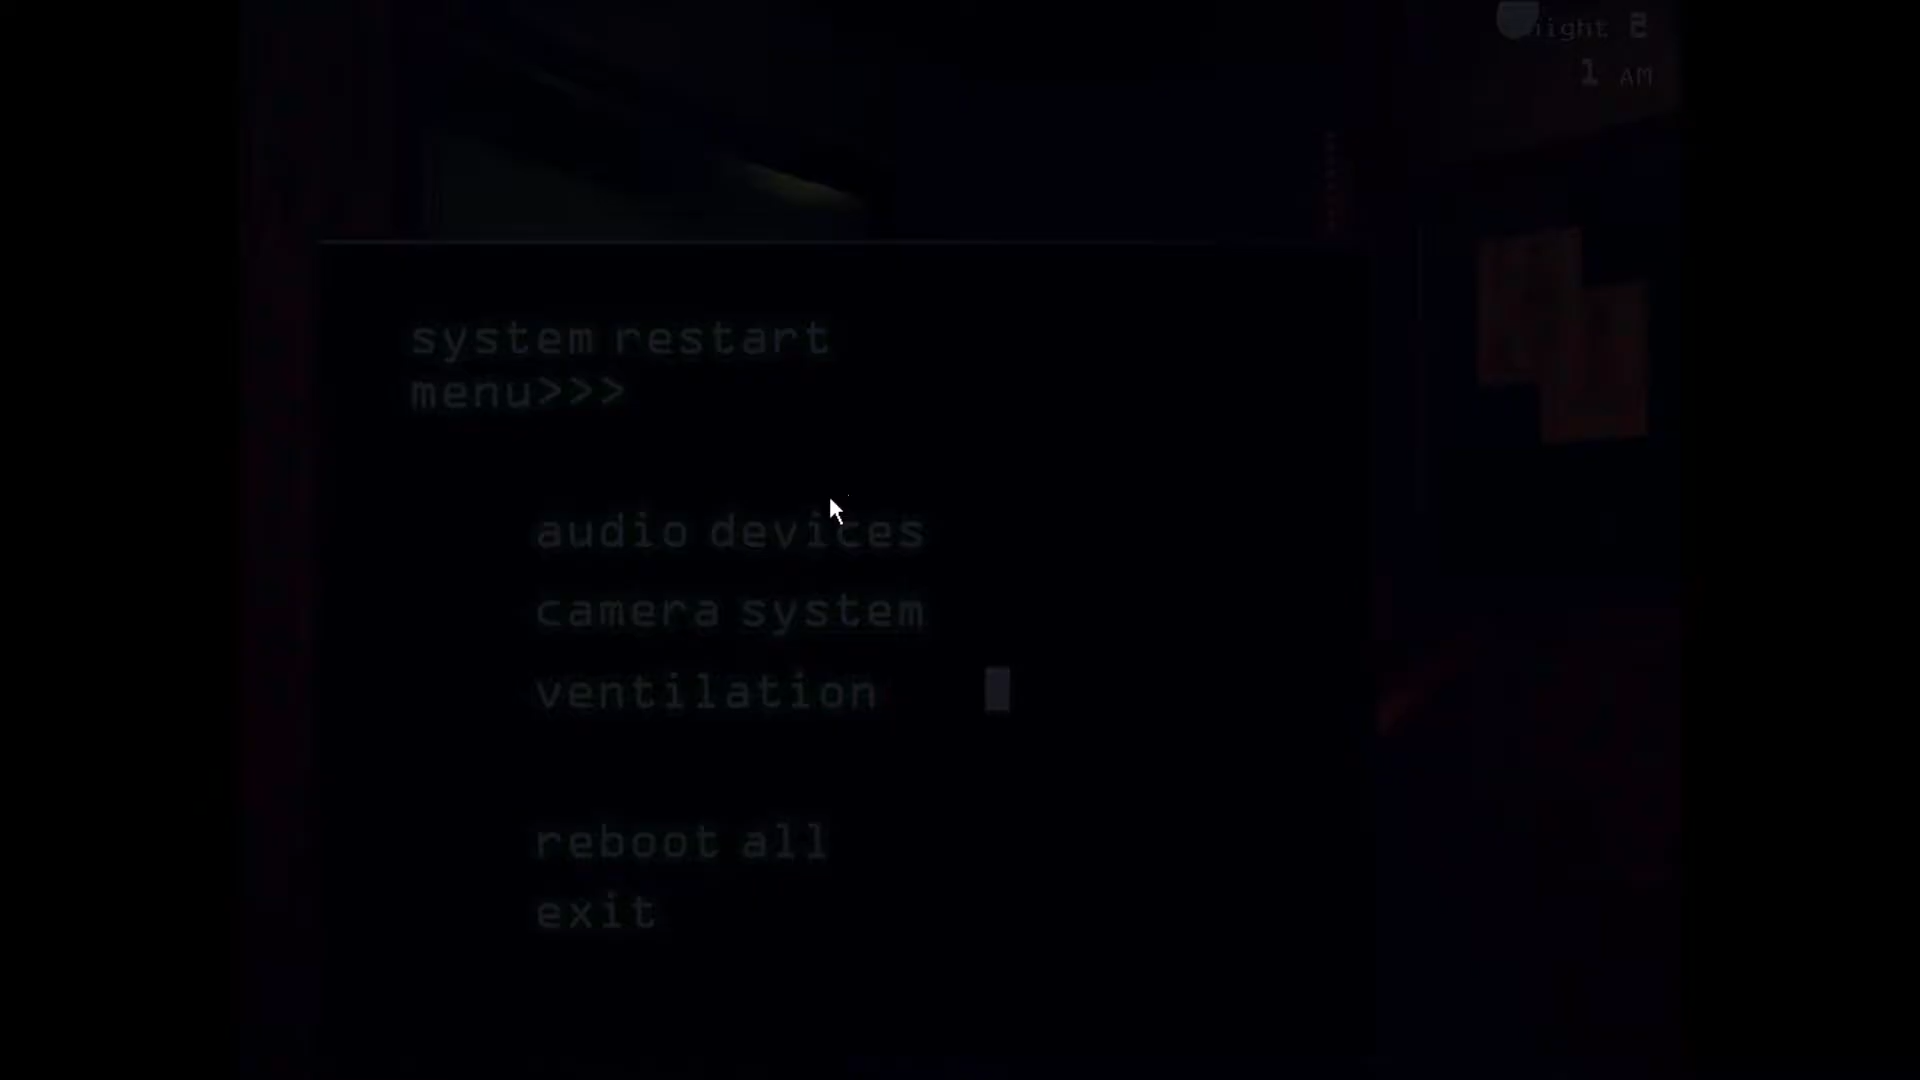 Night 2
1 AM
system restart
menu>>>
audio devices
camera system
ventilation
reboot all
exit